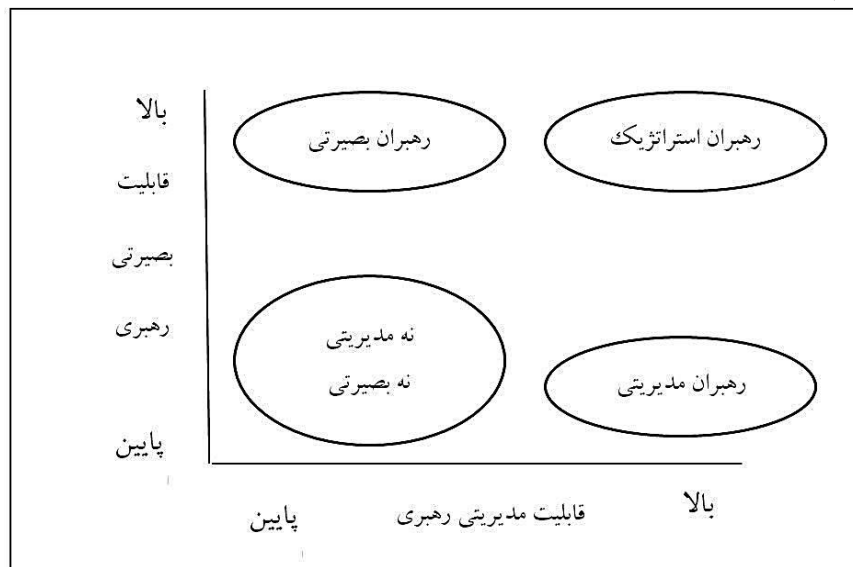 بالا
قابلیت
بصیرتی
رهبری
پایین
رهبران استراتژیک
رهبران بصیرتی
نه مدیریتی
نه بصیرتی
رهبران مدیریتی
بالا
قابلیت مدیریتی رهبری
پایین